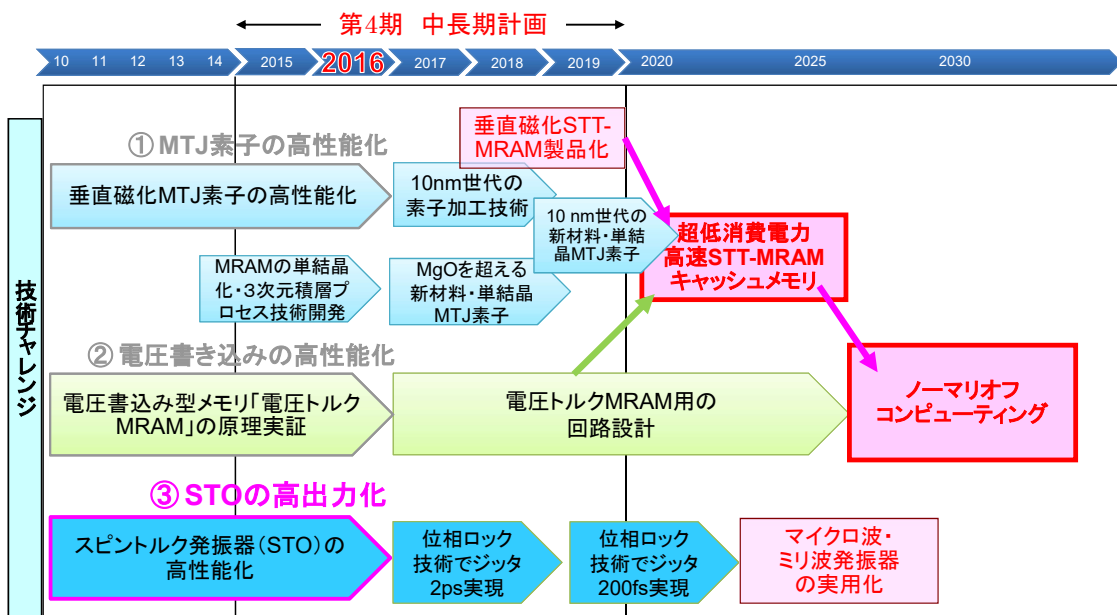 第4期 中長期計画
10 11 12 13 14 2015 2016 2017 2018 2019 2020 2025 2030
技術チャレンジ
① MTJ素子の高性能化
垂直磁化MTJ素子の高性能化
10nm世代の
素子加工技術
垂直磁化STT-
MRAM製品化
10 nm世代の
新材料・単結
晶MTJ素子
超低消費電力
高速STT-MRAM
キャッシュメモリ
MRAMの単結晶
化・3次元積層プ
ロセス技術開発
MgOを超える
新材料・単結晶
MTJ素子
② 電圧書き込みの高性能化
電圧書込み型メモリ「電圧トルク
MRAM」の原理実証
電圧トルクMRAM用の
回路設計
ノーマリオフ
コンピューティング
③ STOの高出力化
スピントルク発振器(STO)の
高性能化
位相ロック
技術でジッタ
2ps実現
位相ロック
技術でジッタ
200fs実現
マイクロ波・
ミリ波発振器
の実用化